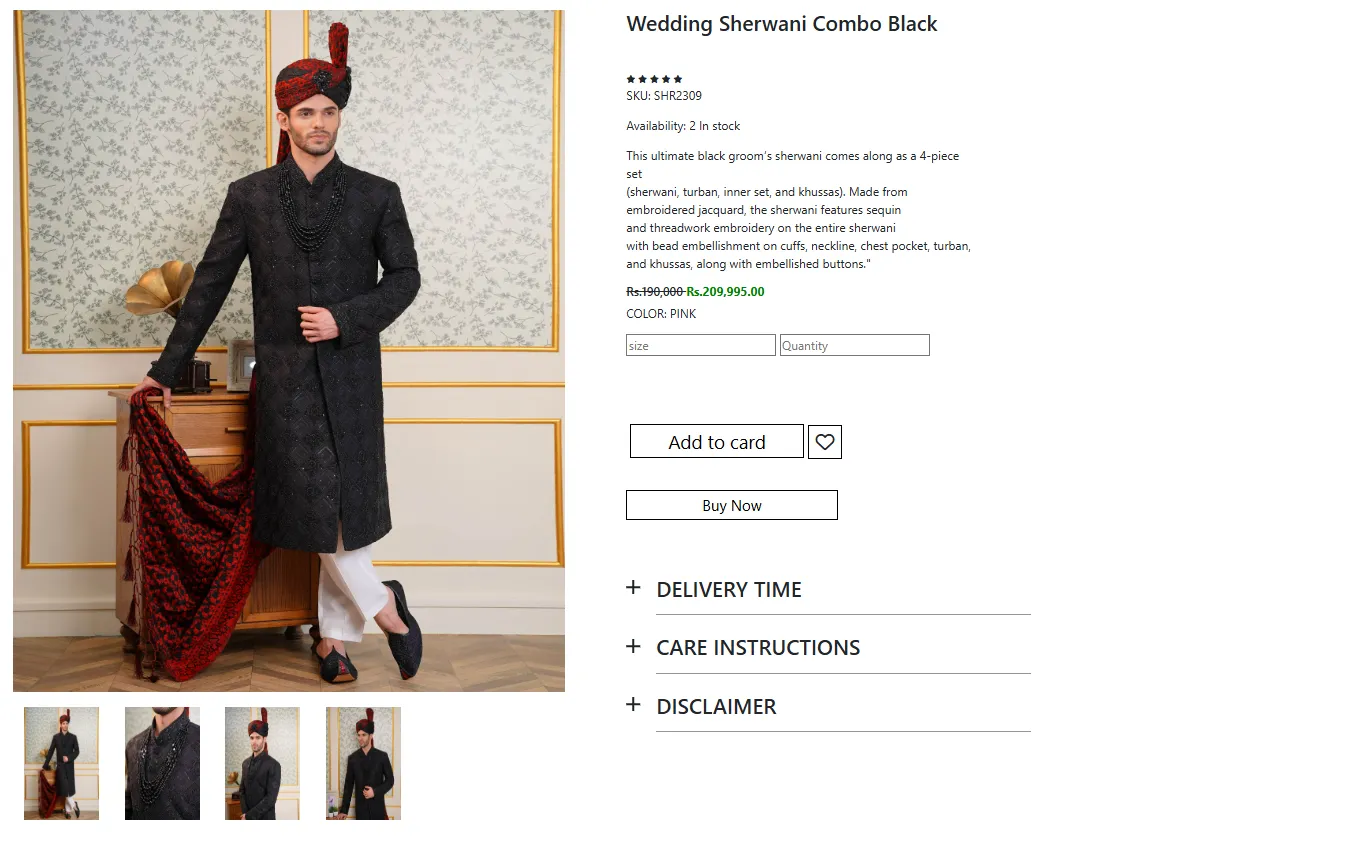 Wedding Sherwani Combo Black
SKU: SHR2309
Availability: 2 In stock
This ultimate black groom's sherwani comes along as a 4-piece
set
(sherwani, turban, inner set, and khussas). Made from
embroidered jacquard, the sherwani features sequin
and threadwork embroidery on the entire sherwani
with bead embellishment on cuffs, neckline, chest pocket, turban,
and khussas, along with embellished buttons."
Rs.190,000 Rs.209,995.00
COLOR: PINK
size Quantity
Add to card
Buy Now
+ DELIVERY TIME
+ CARE INSTRUCTIONS
+ DISCLAIMER